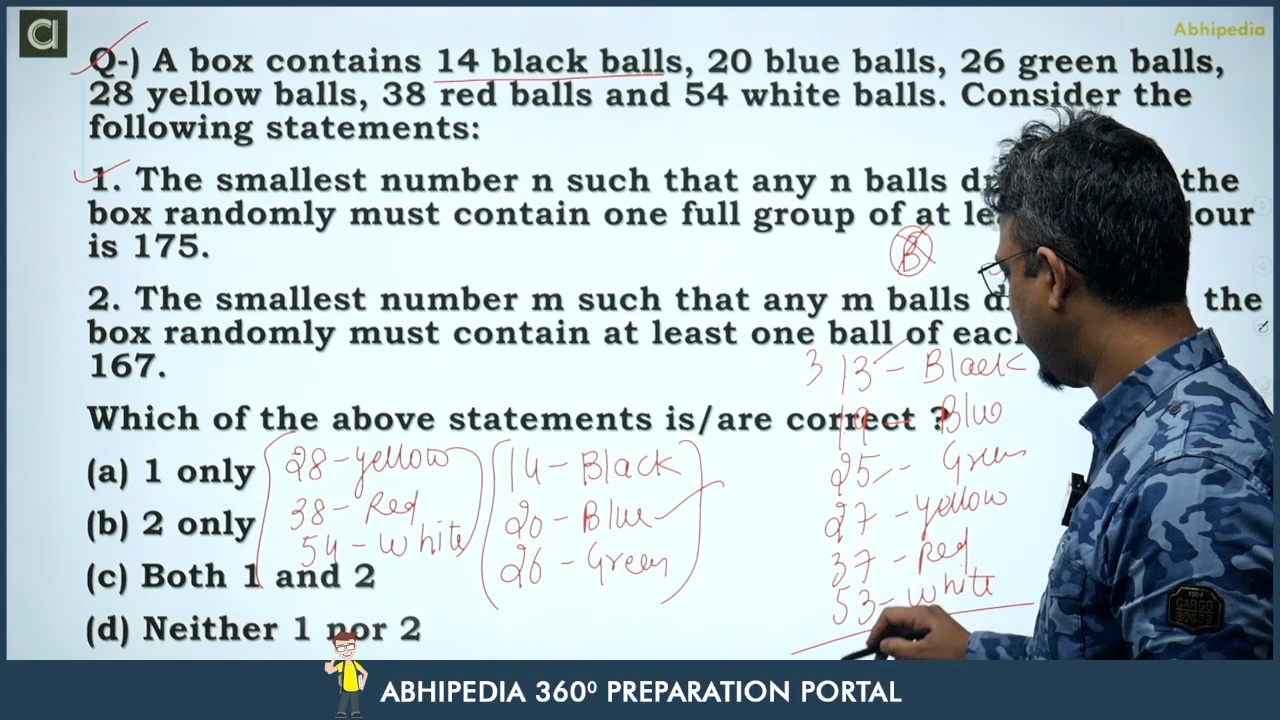 Abhipedia
Q-) A box contains 14 black balls, 20 blue balls, 26 green balls,
28 yellow balls, 38 red balls and 54 white balls. Consider the
following statements:
1. The smallest number n such that any n balls the
box randomly must contain one full group of at
is 175.
B
2. The smallest number m such that any m balls the
box randomly must contain at least one ball of
167.
3 13 - Black
19 - Blue
25 - Green
27 - yellow
37 - Red
53 - white
Which of the above statements is/are correct ?
(a) 1 only
(b) 2 only
(c) Both 1 and 2
(d) Neither 1 nor 2
28 - yellow
38 - Red
54 - white
14 - Black
20 - Blue
26 - Green
CARGO
ABHIPEDIA 360⁰ PREPARATION PORTAL